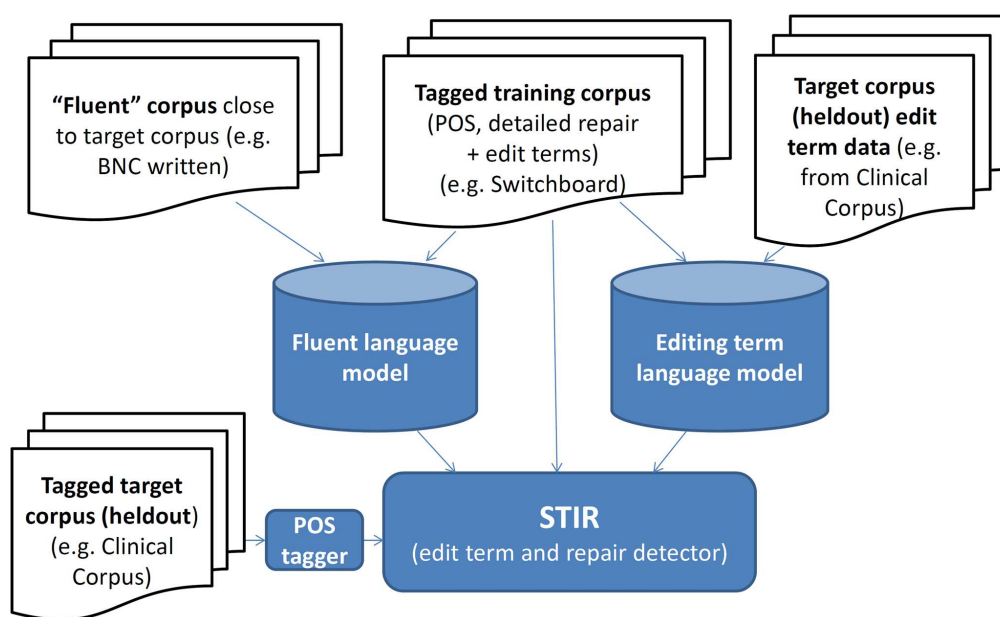 “Fluent” corpus close
to target corpus (e.g.
BNC written)
Tagged training corpus
(POS, detailed repair
+ edit terms)
(e.g. Switchboard)
Target corpus
(heldout) edit
term data (e.g.
from Clinical
Corpus)
Fluent language
model
Editing term
language model
Tagged target
corpus (heldout)
(e.g. Clinical
Corpus)
POS
tagger
STIR
(edit term and repair detector)